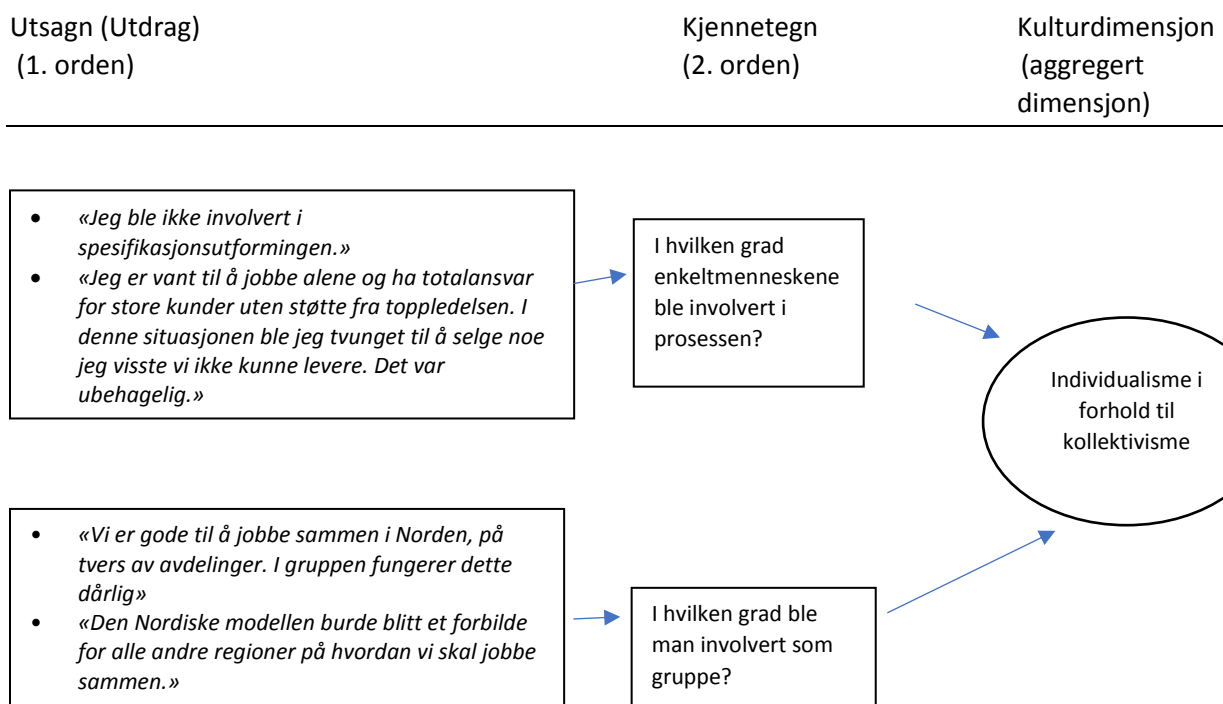 Utsagn (Utdrag)
(1. orden)
Kjennetegn
(2. orden)
Kulturdimensjon
(aggregert
dimensjon)
• «Jeg ble ikke involvert i
spesifikasjonsutformingen.»
• «Jeg er vant til å jobbe alene og ha totalansvar
for store kunder uten støtte fra toppledelsen. I
denne situasjonen ble jeg tvunget til å selge noe
jeg visste vi ikke kunne levere. Det var
ubehagelig.»
I hvilken grad
enkeltmenneskene
ble involvert i
prosessen?
Individualisme i
forhold til
kollektivisme
• «Vi er gode til å jobbe sammen i Norden, på
tvers av avdelinger. I gruppen fungerer dette
dårlig»
• «Den Nordiske modellen burde blitt et forbilde
for alle andre regioner på hvordan vi skal jobbe
sammen.»
I hvilken grad ble
man involvert som
gruppe?